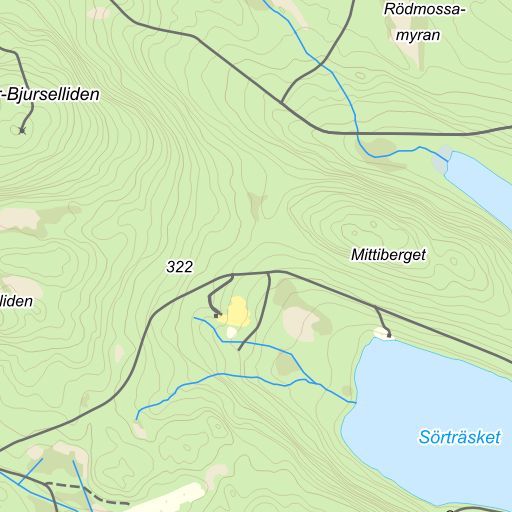 Rödmossa-
myran
r-Bjurselliden
Mittiberget
322
liden
Sörträsket